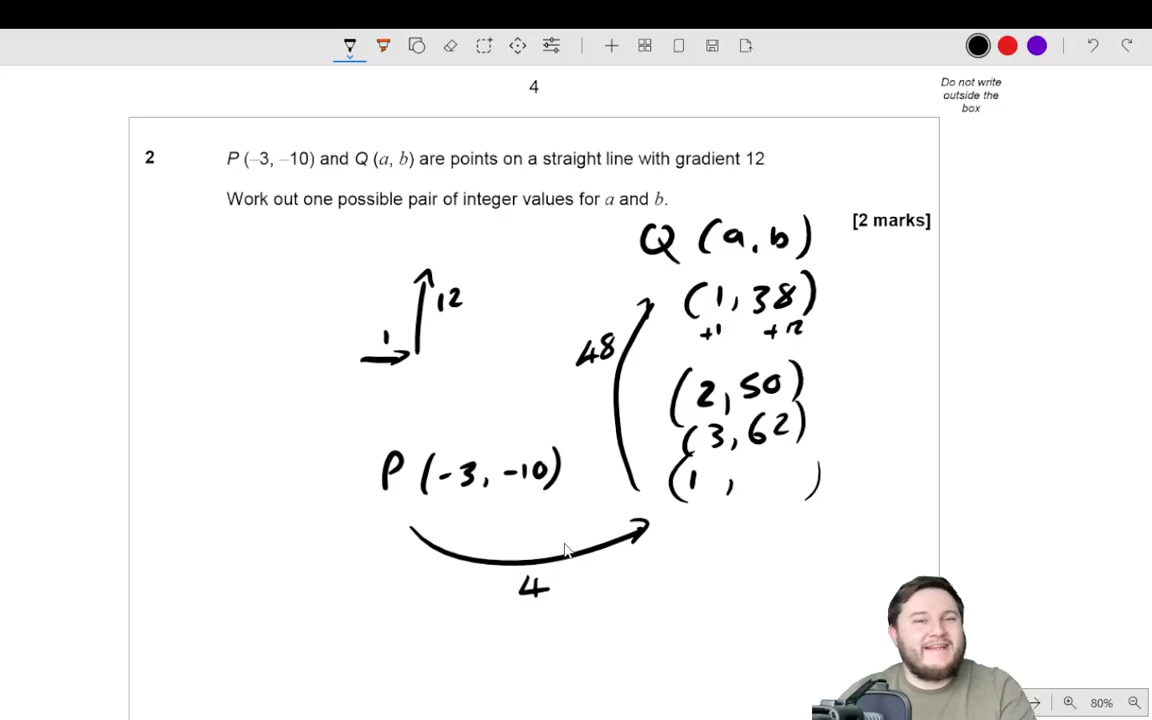 4
Do not write
outside the
box
2 P (–3, –10) and Q (a, b) are points on a straight line with gradient 12
Work out one possible pair of integer values for a and b.
[2 marks]
Q (a, b)
12
(1, 38)
1
+1 +12
48
(2, 50)
(3, 62)
P (-3, -10)
(1, )
4
80%